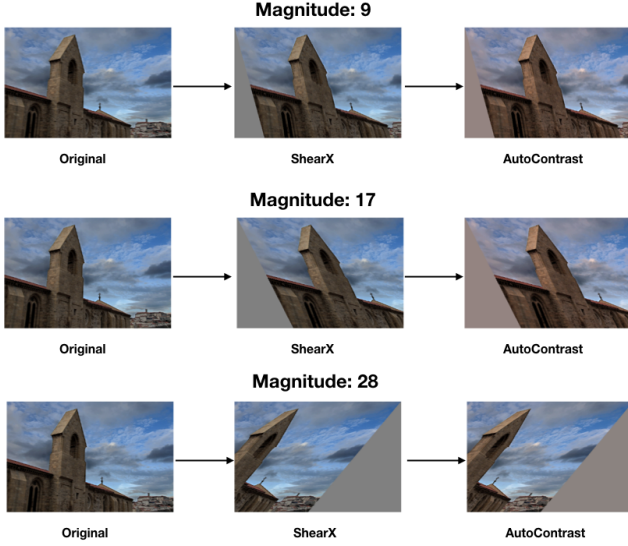 Magnitude: 9
Original
ShearX
AutoContrast
Magnitude: 17
Original
ShearX
AutoContrast
Magnitude: 28
Original
ShearX
AutoContrast